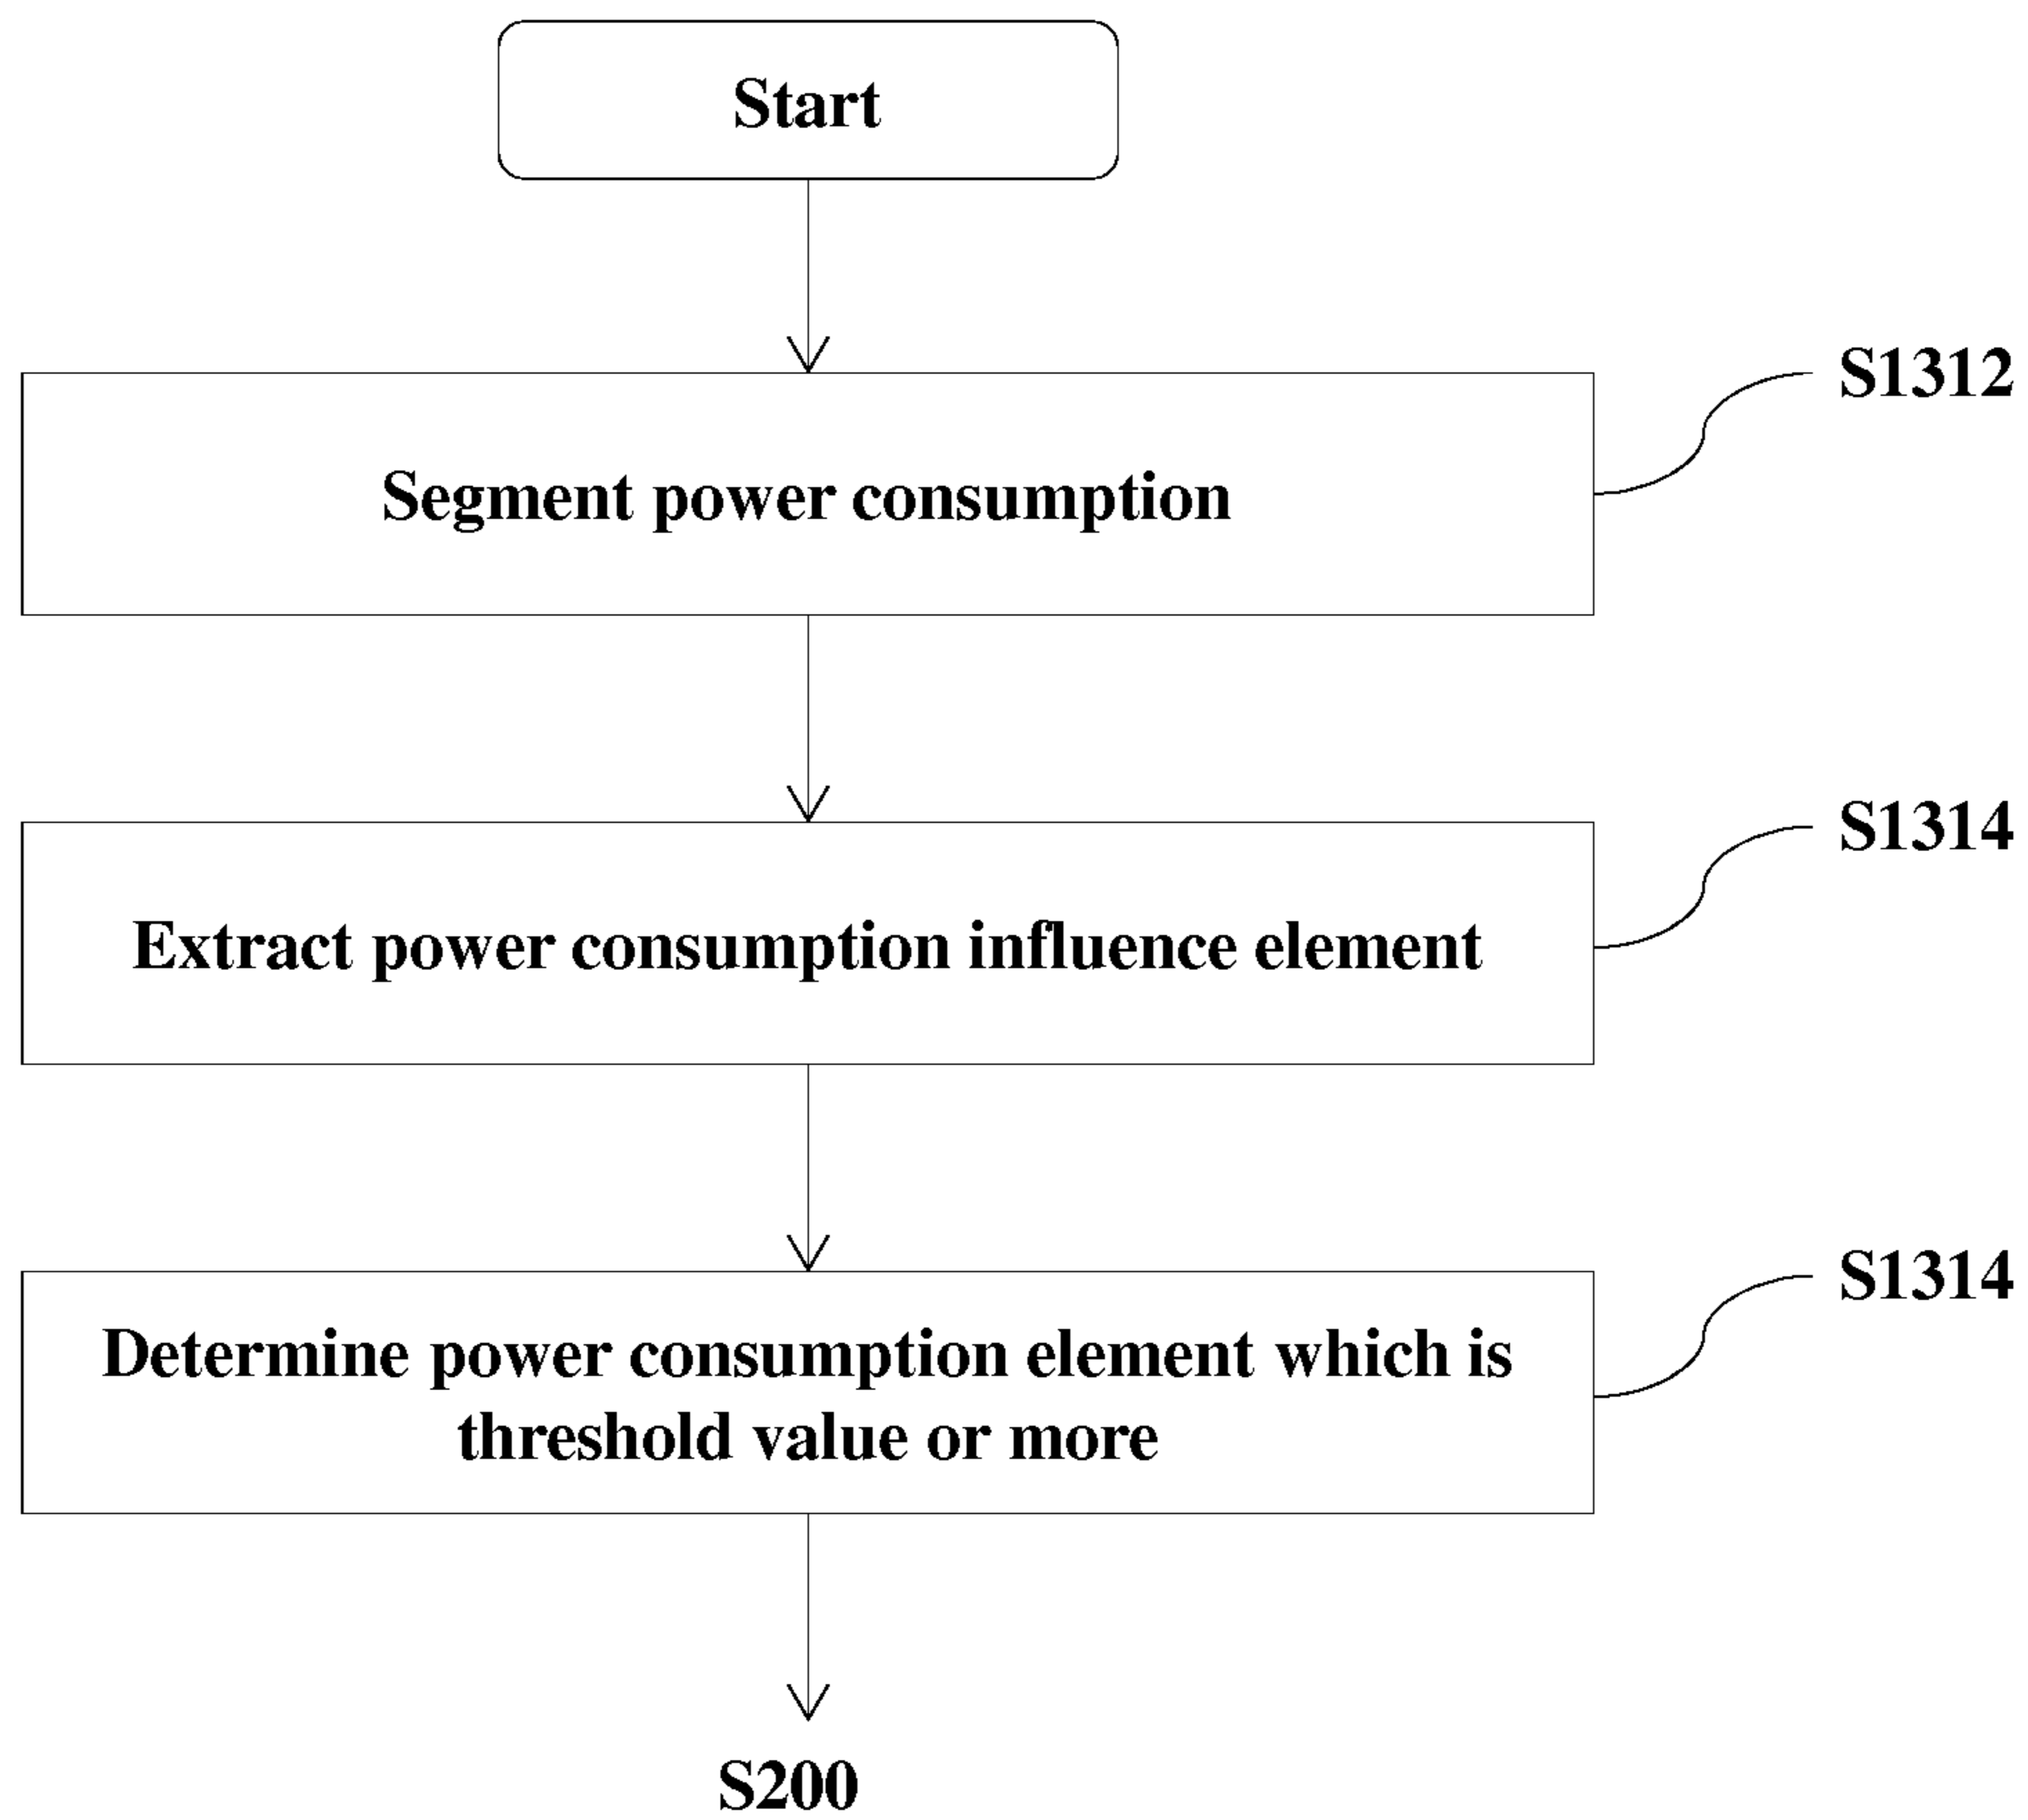 Start
S1312
Segment power consumption
S1314
Extract power consumption influence element
S1314
Determine power consumption element which is
threshold value or more
S200